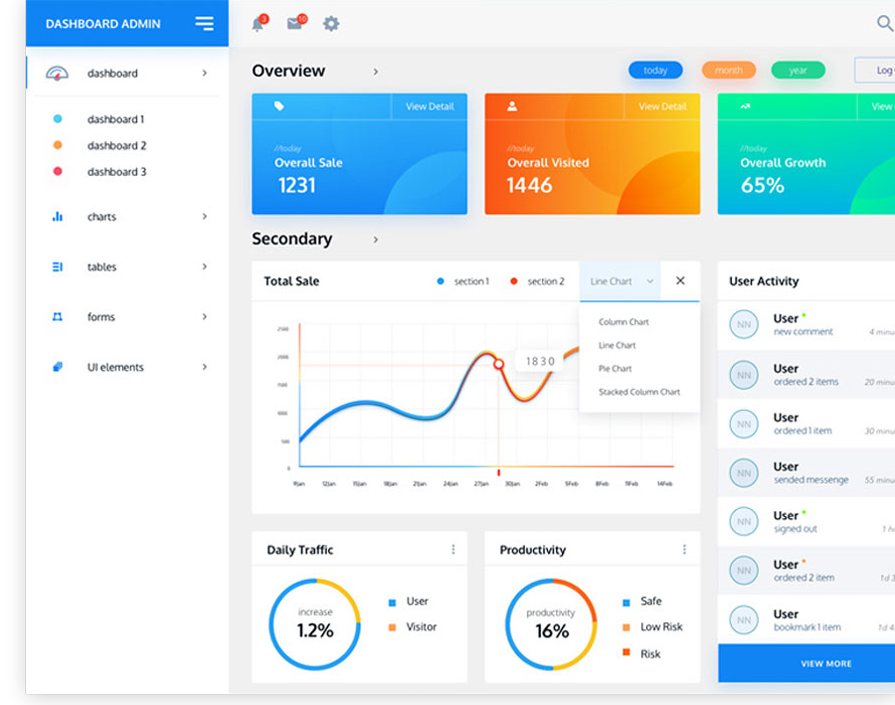 DASHBOARD ADMIN
3
10
dashboard
dashboard 1
dashboard 2
dashboard 3
charts
tables
forms
UI elements
Overview
today
month
year
Log
View Detail
//today
Overall Sale
1231
View Detail
//today
Overall Visited
1446
View
//today
Overall Growth
65%
Secondary
Total Sale
section 1
section 2
Line Chart
Column Chart
Line Chart
Pie Chart
Stacked Column Chart
2500
2000
1500
1000
500
0
1830
9Jan
12Jan
15Jan
18Jan
21Jan
24Jan
27Jan
30Jan
2Feb
5Feb
8Feb
11Feb
14Feb
User Activity
NN
User
new comment
4 minu
NN
User
ordered 2 items
20 minu
NN
User
ordered 1 item
30 minu
NN
User
sended messenge
55 minu
NN
User
signed out
1 h
NN
User
ordered 2 item
1d 3
NN
User
bookmark 1 item
1d 4
VIEW MORE
Daily Traffic
increase
1.2%
User
Visitor
Productivity
productivity
16%
Safe
Low Risk
Risk